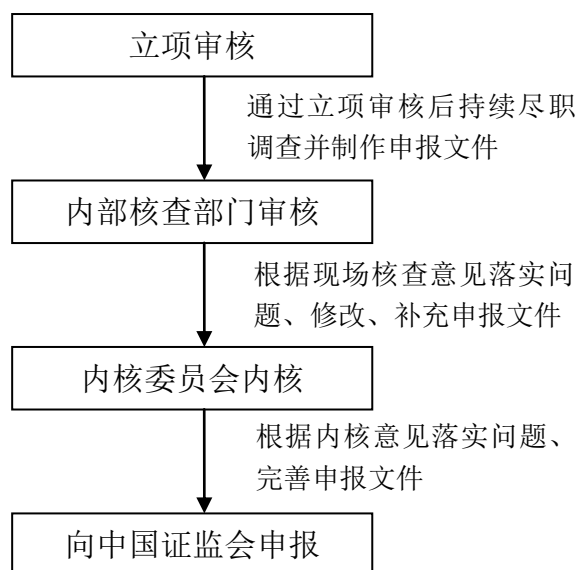 立项审核
通过立项审核后持续尽职
调查并制作申报文件
内部核查部门审核
根据现场核查意见落实问
题、修改、补充申报文件
内核委员会内核
根据内核意见落实问题、
完善申报文件
向中国证监会申报